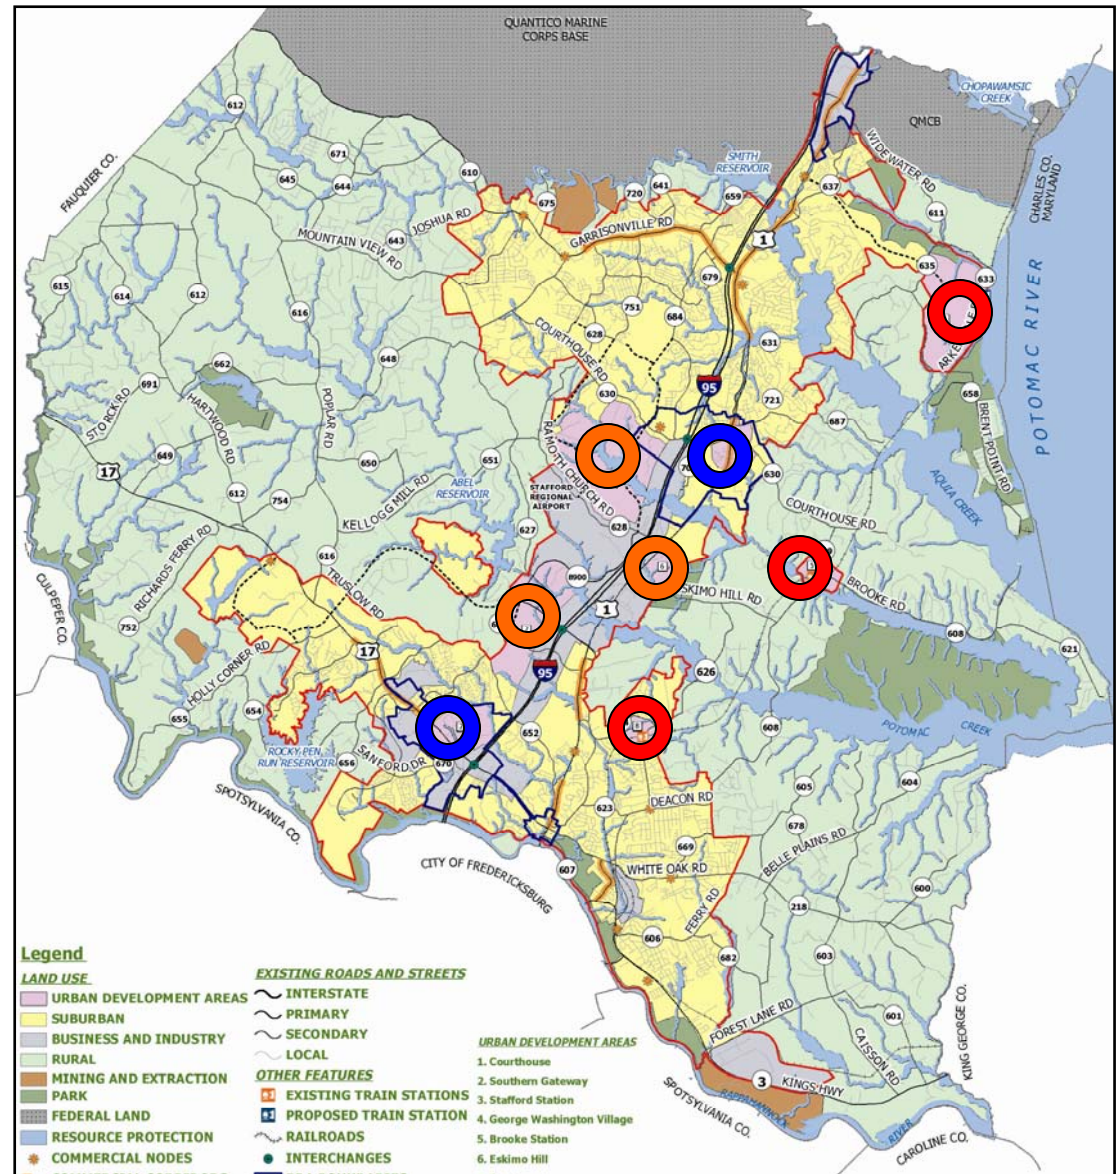 QUANTICO MARINE
CORPS BASE
CHOPAWAMSIC
CREEK
QMCB
WIDEWATER RD
SMITH
RESERVOIR
CHARLES CO.
MARYLAND
FAUQUIER CO.
612
671
645
644
610
675
720
641
659
637
611
JOSHUA RD
GARRISONVILLE RD
1
MOUNTAIN VIEW RD
643
679
635
633
615
614
612
616
751
684
628
COURTHOUSE RD
631
POTOMAC RIVER
662
648
95
STORCK RD
691
HARTWOOD RD
POPLAR RD
630
721
658
BRENT POINT RD
687
17
649
650
651
RAMOTH CHURCH RD
630
612
754
KELLOGG MILL RD
ABEL
RESERVOIR
STAFFORD
REGIONAL
AIRPORT
AQUIA CREEK
COURTHOUSE RD
RICHARDS FERRY RD
616
627
628
8900
TRUSLOW RD
1
BROOKE RD
CULPEPER CO.
752
608
621
HOLLY CORNER RD
17
95
626
655
654
652
608
POTOMAC
CREEK
ROCKY PEN
RUN RESERVOIR
656
SANFORD DR
670
604
SPOTSYLVANIA CO.
623
DEACON RD
605
678
669
BELLE PLAINS RD
CITY OF FREDERICKSBURG
607
WHITE OAK RD
600
FERRY RD
218
606
682
603
FOREST LANE RD
601
CAISSON RD
KING GEORGE CO.
3
KINGS HWY
RAPPAHANNOCK
RIVER
SPOTSYLVANIA CO.
CAROLINE CO.
Legend
LAND USE
URBAN DEVELOPMENT AREAS
SUBURBAN
BUSINESS AND INDUSTRY
RURAL
MINING AND EXTRACTION
PARK
FEDERAL LAND
RESOURCE PROTECTION
COMMERCIAL NODES
EXISTING ROADS AND STREETS
INTERSTATE
PRIMARY
SECONDARY
LOCAL
OTHER FEATURES
EXISTING TRAIN STATIONS
PROPOSED TRAIN STATION
RAILROADS
INTERCHANGES
URBAN DEVELOPMENT AREAS
1. Courthouse
2. Southern Gateway
3. Stafford Station
4. George Washington Village
5. Brooke Station
6. Eskimo Hill